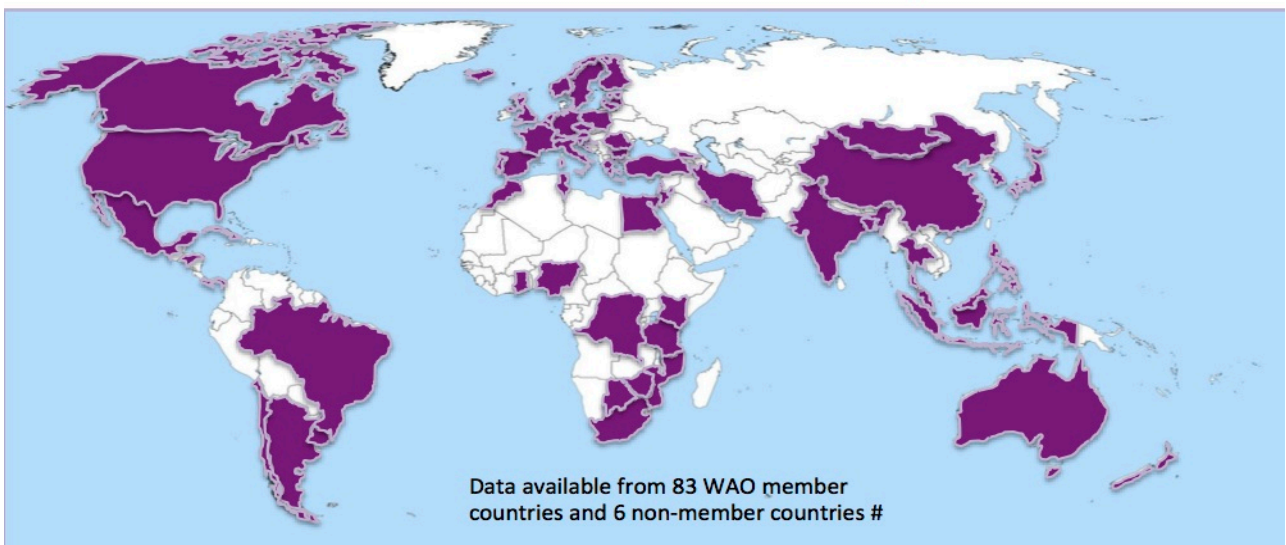 Data available from 83 WAO member
countries and 6 non-member countries #